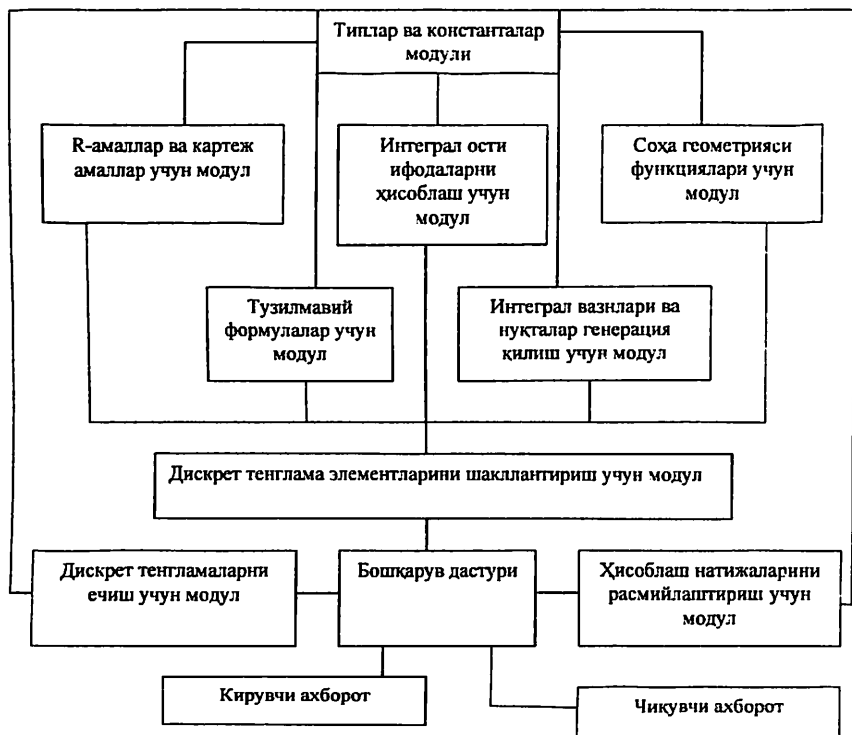 Типлар ва константалар
модули
R-амаллар ва картеж
амаллар учун модул
Интеграл ости
ифодаларни
ҳисоблаш учун
модул
Соҳа геометрияси
функциялари учун
модул
Тузилмавий
формулалар учун
модул
Интеграл вазнлари ва
нуқталар генерация
қилиш учун модул
Дискрет тенглама элементларини шакллантириш учун модул
Дискрет тенгламаларни
ечиш учун модул
Бошқарув дастури
Ҳисоблаш натижаларини
расмийлаштириш учун
модул
Кирувчи ахборот
Чиқувчи ахборот